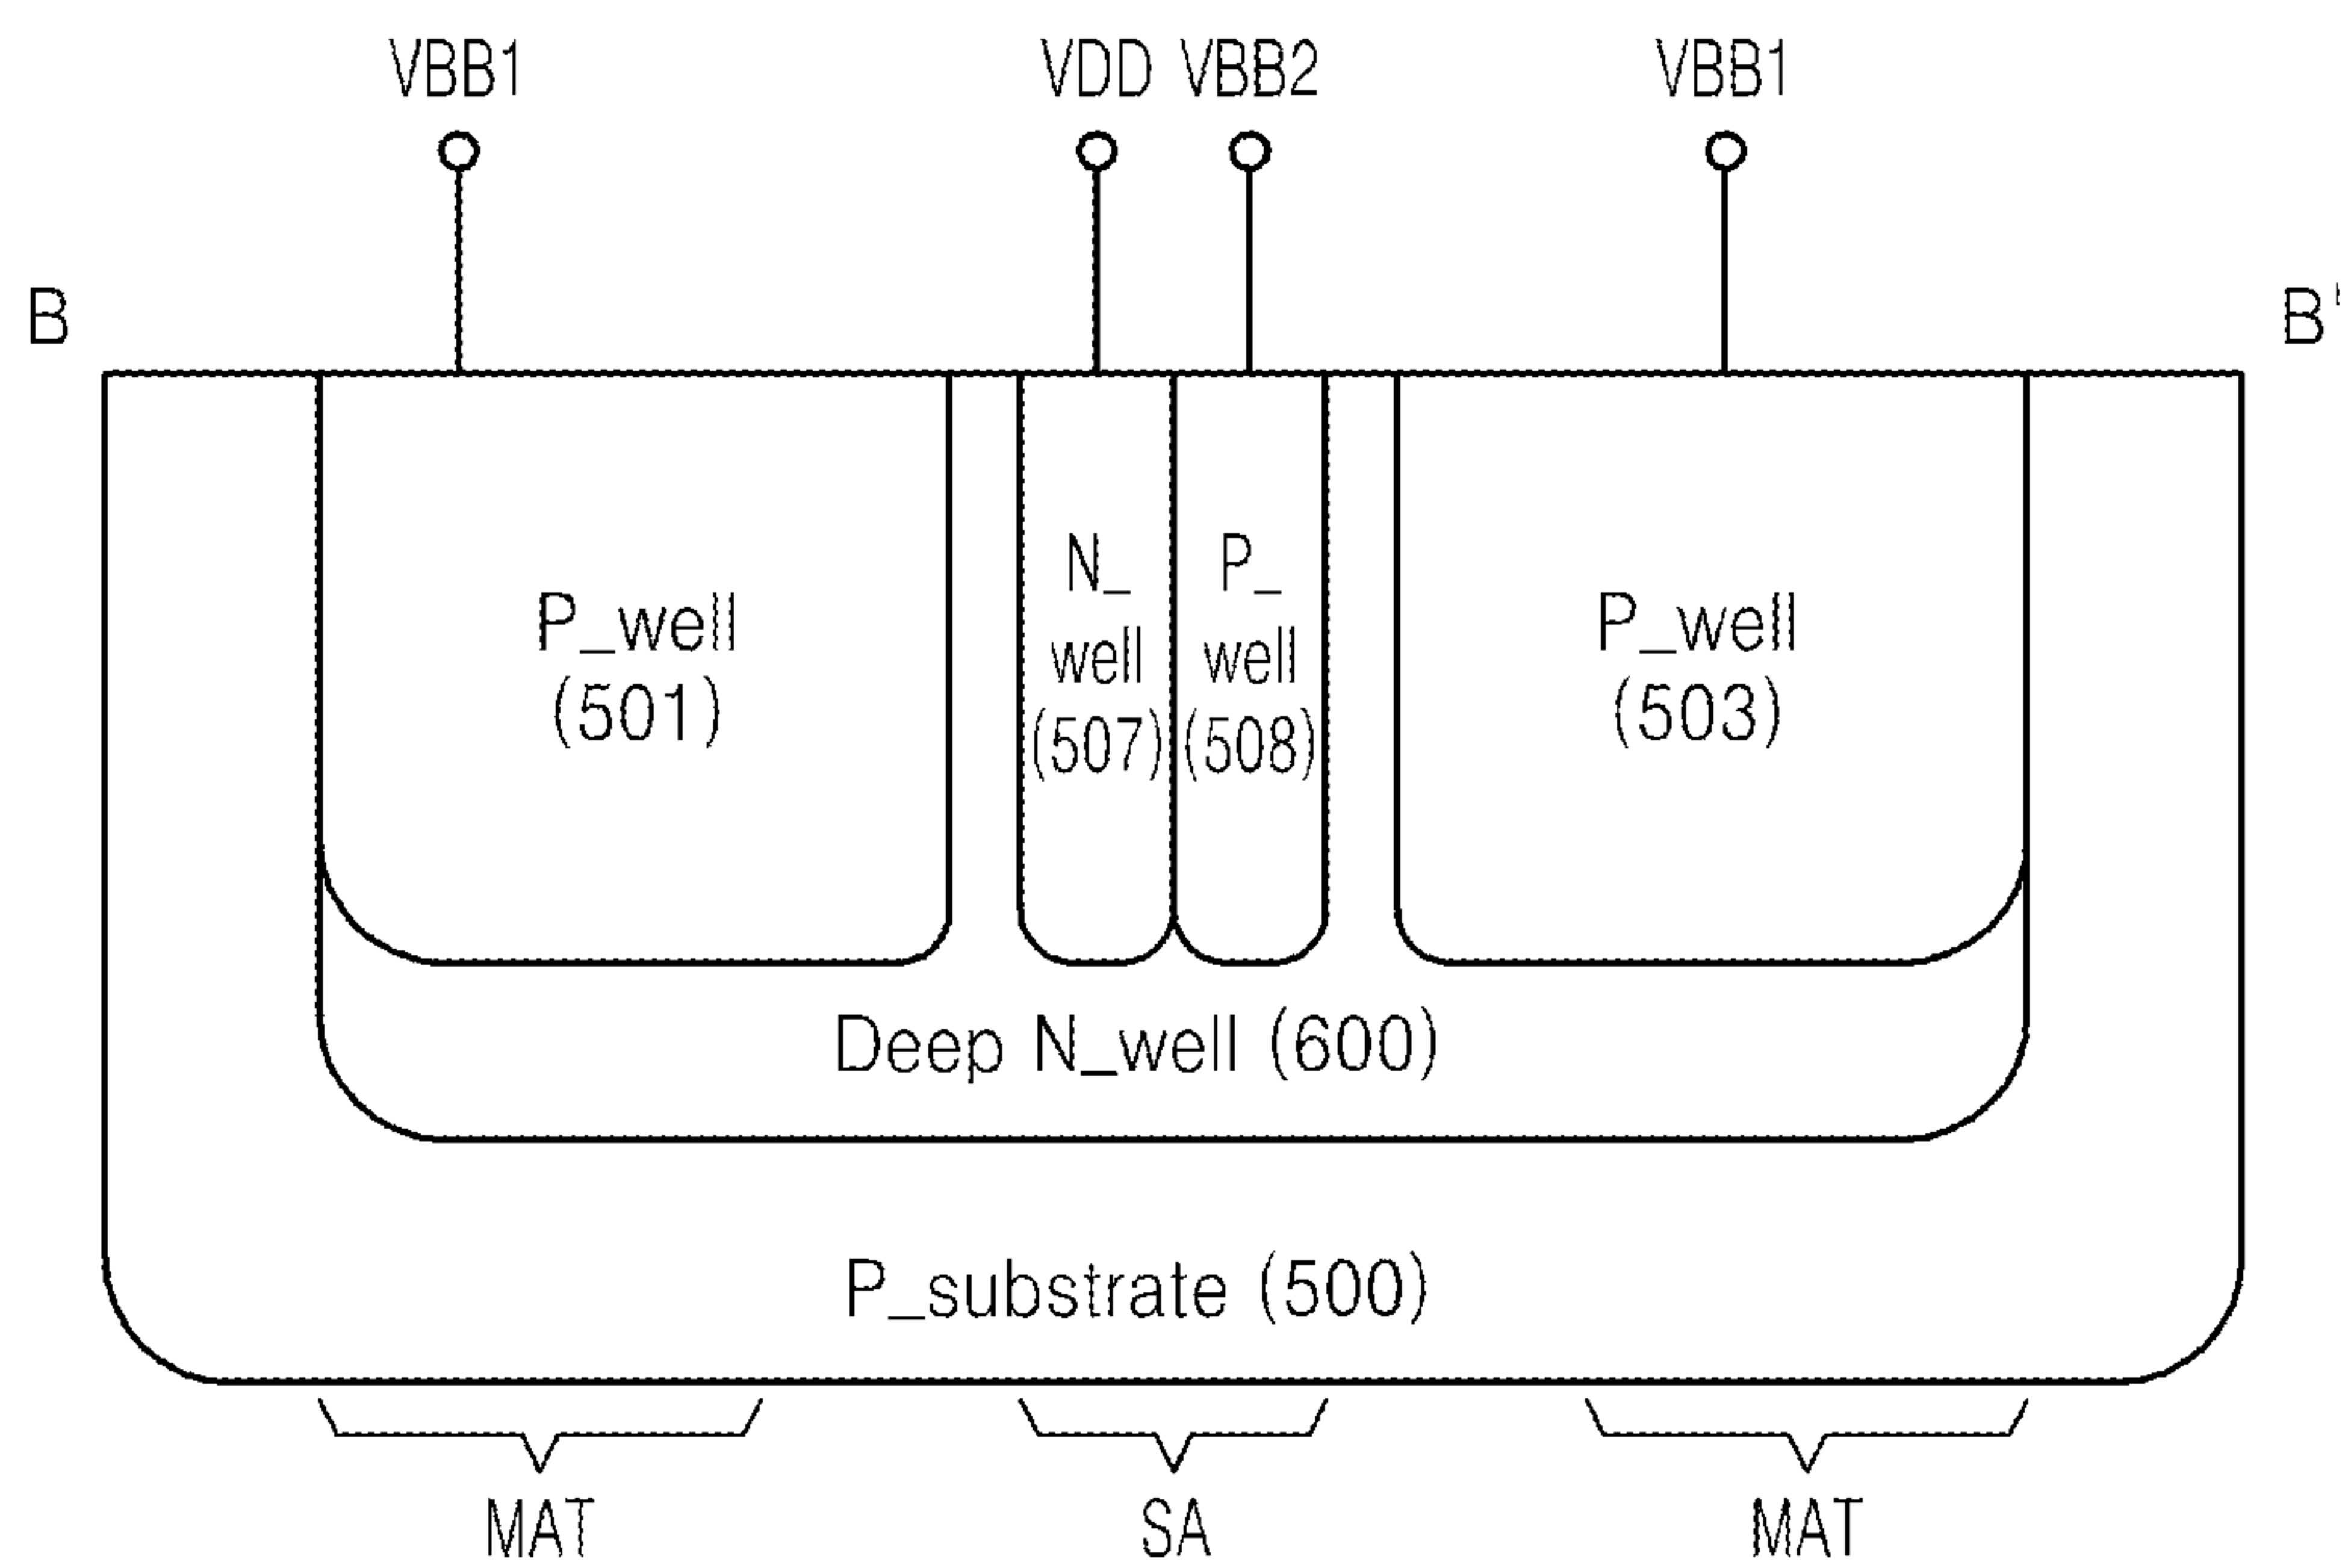 VBB1
VDD VBB2
VBB1
B
B'
P_well
(501)
N_
well
(507)
P_
well
(508)
P_well
(503)
Deep N_well (600)
P_substrate (500)
MAT
SA
MAT